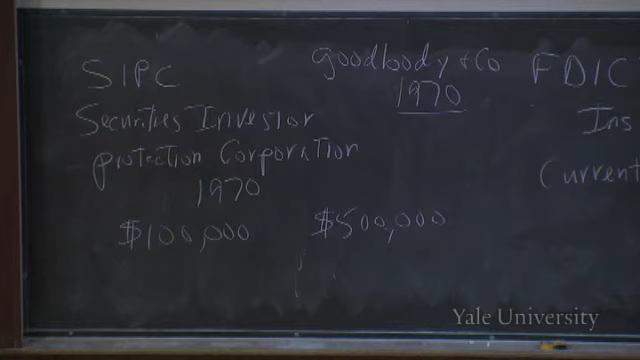 SIPC
Securities Investor
protection Corporation
1970
$100,000 $500,000
goodbody + Co
1970
FDIC
Ins
Current
Yale University